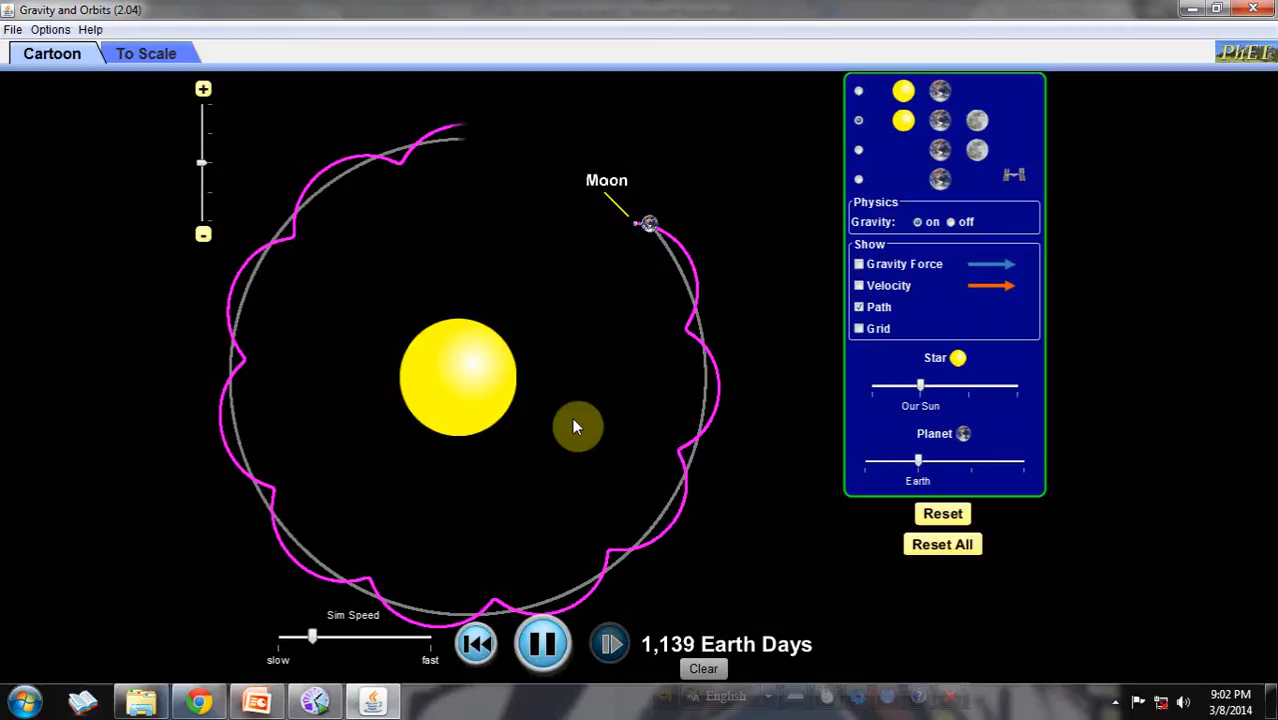 Gravity and Orbits (2.04)
File Options Help
Cartoon To Scale
PhET
+
Moon
-
Physics
Gravity: on off
Show
Gravity Force
Velocity
Path
Grid
Star
Our Sun
Planet
Earth
Reset
Reset All
Sim Speed
slow fast
1,139 Earth Days
Clear
English
9:02 PM
3/8/2014